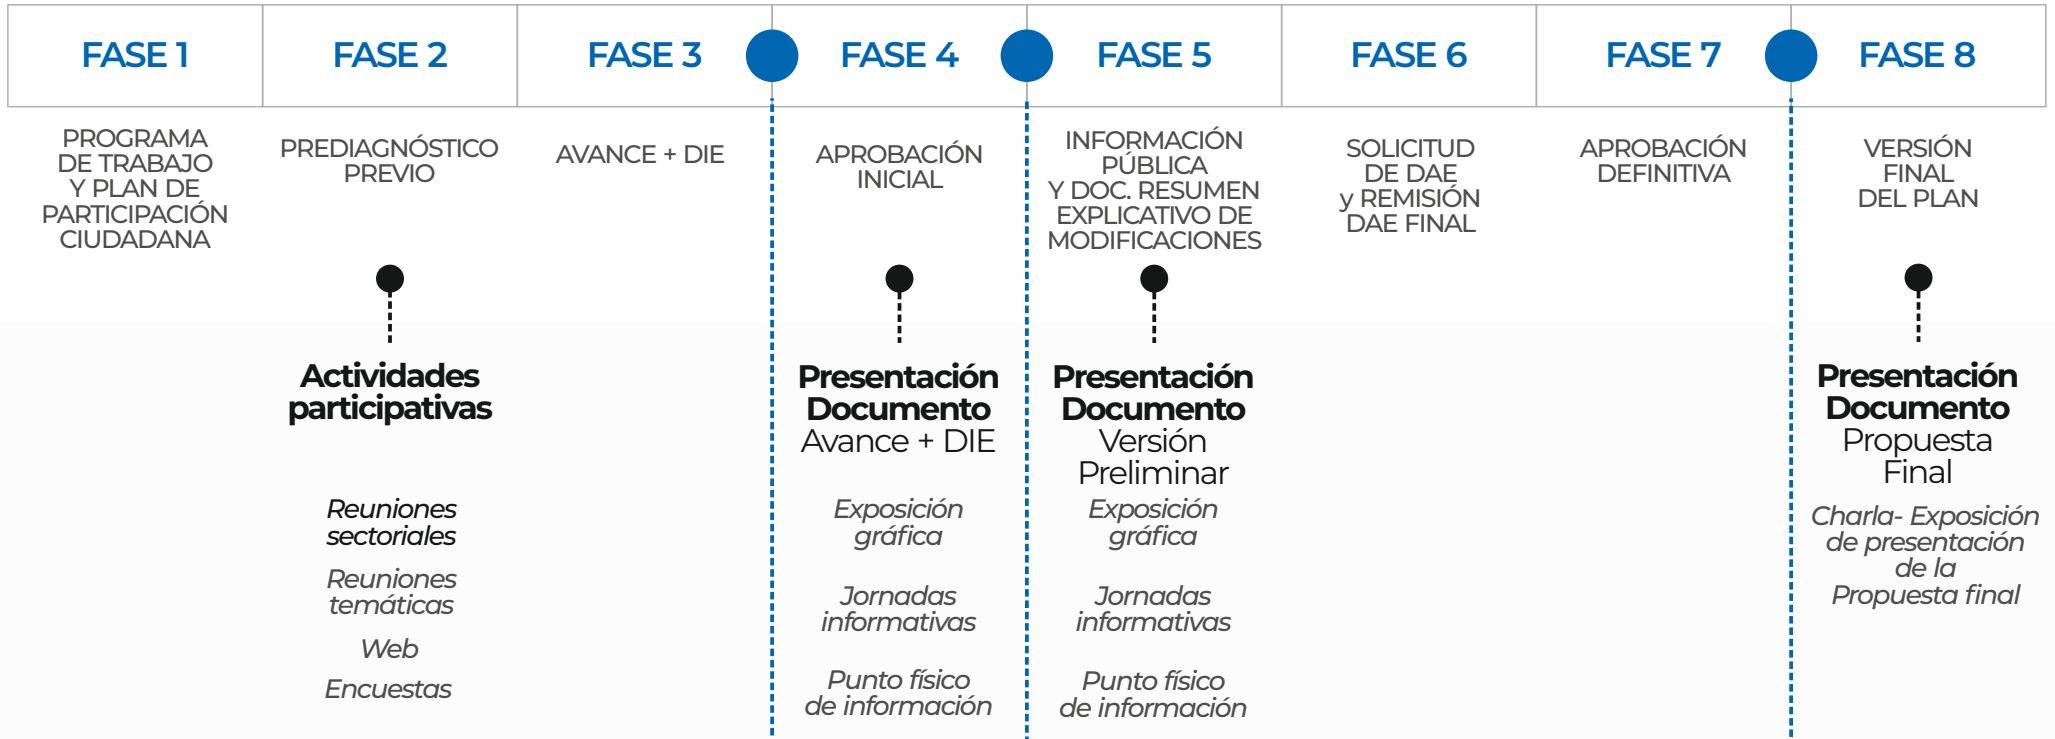 FASE 1
FASE 2
FASE 3
FASE 4
FASE 5
FASE 6
FASE 7
FASE 8
PROGRAMA
DE TRABAJO
Y PLAN DE
PARTICIPACIÓN
CIUDADANA
PREDIAGNÓSTICO
PREVIO
AVANCE + DIE
APROBACIÓN
INICIAL
INFORMACIÓN
PÚBLICA
Y DOC. RESUMEN
EXPLICATIVO DE
MODIFICACIONES
SOLICITUD
DE DAE
y REMISIÓN
DAE FINAL
APROBACIÓN
DEFINITIVA
VERSIÓN
FINAL
DEL PLAN
Actividades
participativas
Reuniones
sectoriales
Reuniones
temáticas
Web
Encuestas
Presentación
Documento
Avance + DIE
Exposición
gráfica
Jornadas
informativas
Punto físico
de información
Presentación
Documento
Versión
Preliminar
Exposición
gráfica
Jornadas
informativas
Punto físico
de información
Presentación
Documento
Propuesta
Final
Charla- Exposición
de presentación
de la
Propuesta final